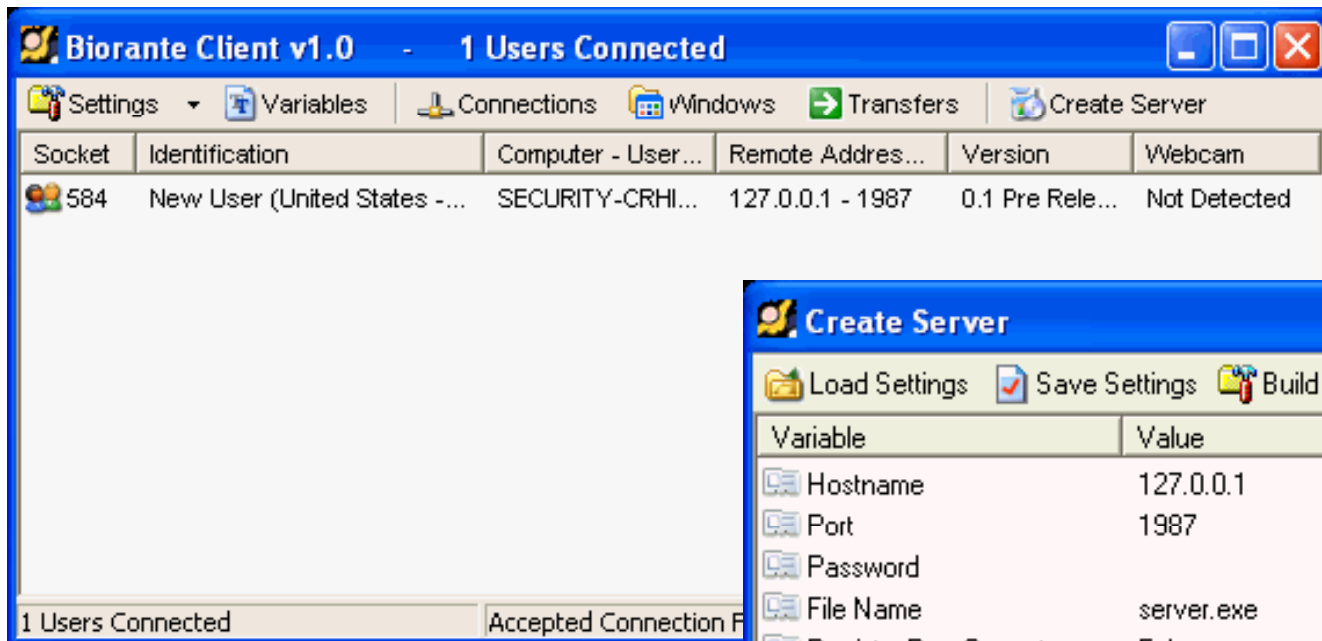 Biorante Client v1.0 - 1 Users Connected
Settings Variables Connections Windows Transfers Create Server
Socket Identification Computer - User... Remote Addres... Version Webcam
584 New User (United States -... SECURITY-CRHI... 127.0.0.1 - 1987 0.1 Pre Rele... Not Detected
Create Server
Load Settings Save Settings Build
Variable Value
Hostname 127.0.0.1
Port 1987
Password
File Name server.exe
1 Users Connected Accepted Connection F